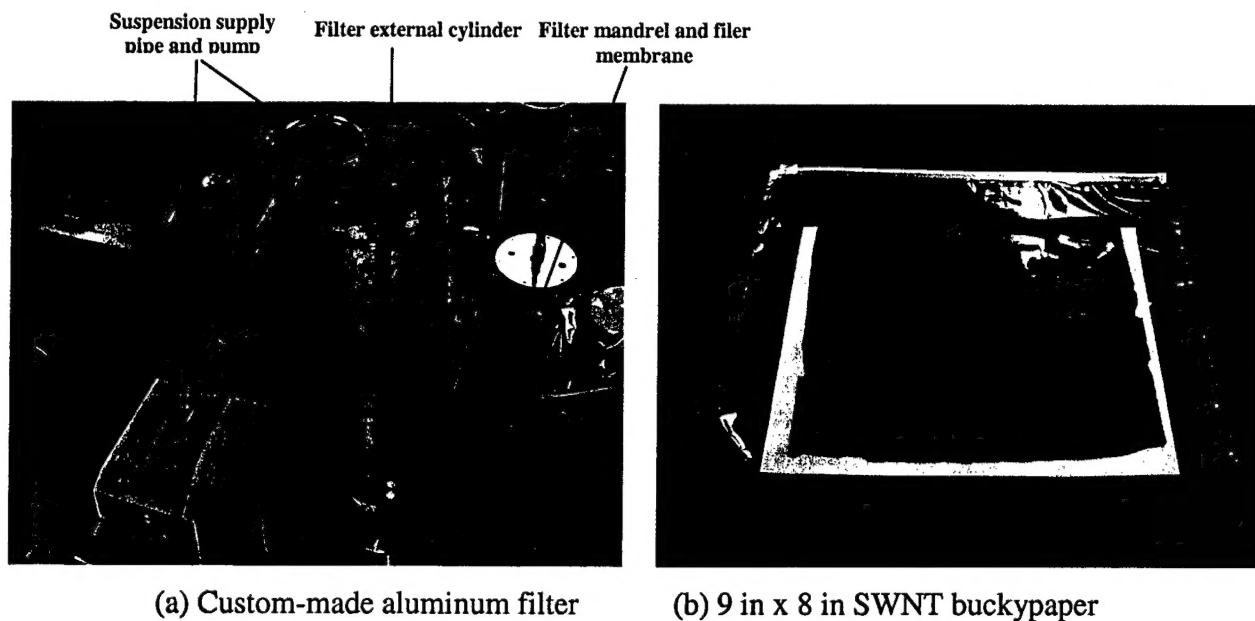 Suspension supply
pipe and pump
Filter external cylinder
Filter mandrel and filer
membrane
(a) Custom-made aluminum filter
(b) 9 in x 8 in SWNT buckypaper